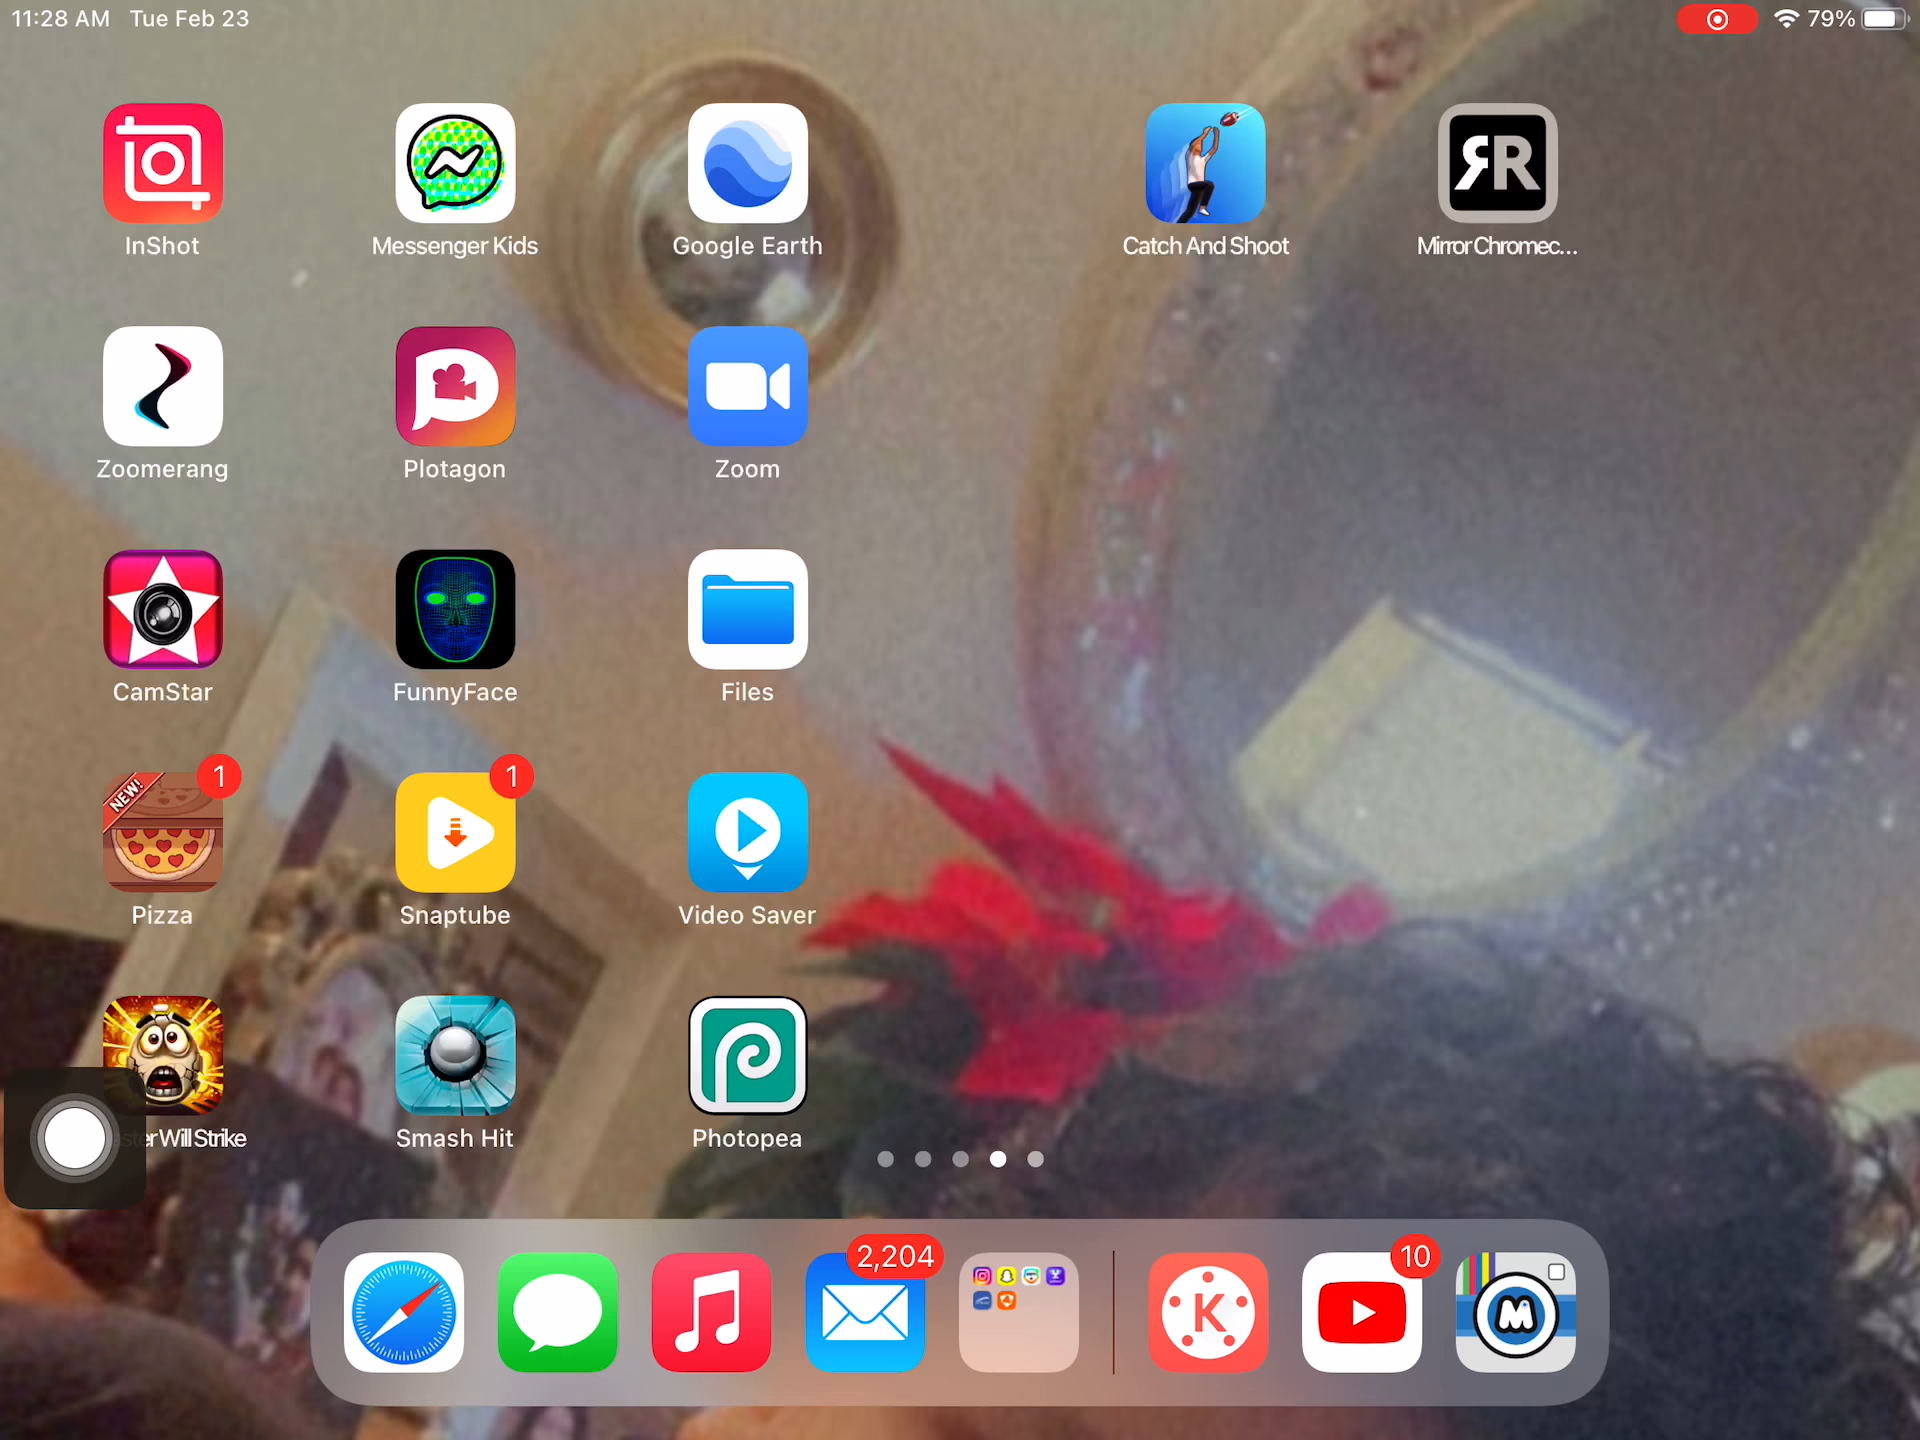 11:28 AM Tue Feb 23
79%
InShot
Messenger Kids
Google Earth
Catch And Shoot
RR
Mirror Chromec...
Zoomerang
Plotagon
Zoom
CamStar
FunnyFace
Files
NEW!
1
1
Pizza
Snaptube
Video Saver
ster Will Strike
Smash Hit
Photopea
2,204
10
K
M